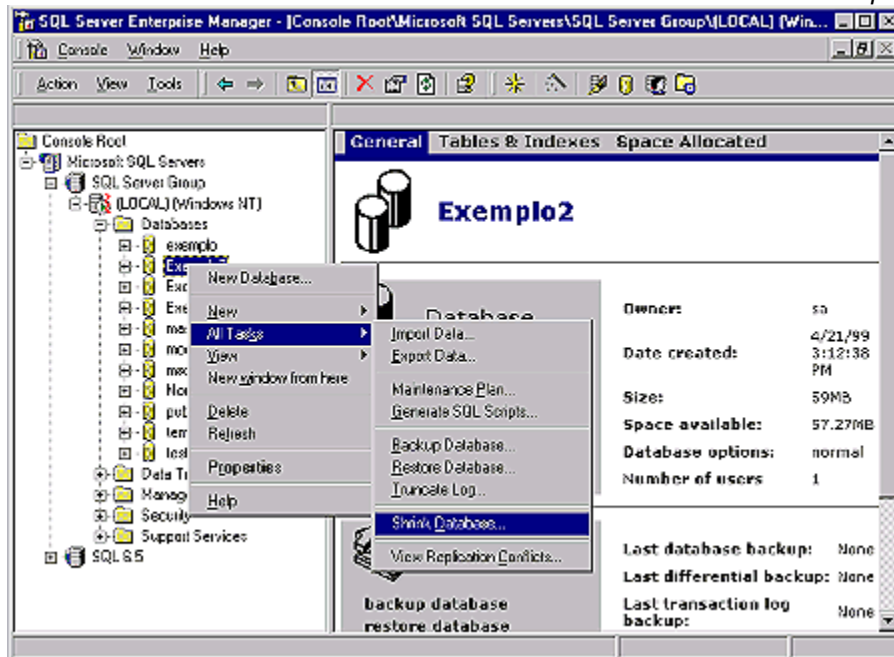 SQL Server Enterprise Manager - [Console Root\Microsoft SQL Servers\SQL Server Group\(LOCAL) (Win...
Console Window Help
Action View Tools
Console Root
Microsoft SQL Servers
SQL Server Group
(LOCAL) (Windows NT)
Databases
exemplo
Exe
mo
pub
Data T
Manag
Security
Support Services
SQL 6.5
New Database...
New
All Tasks
View
New window from here
Delete
Refresh
Properties
Help
Import Data...
Export Data...
Maintenance Plan...
Generate SQL Scripts...
Backup Database...
Restore Database...
Truncate Log...
Shrink Database...
View Replication Conflicts...
General Tables & Indexes Space Allocated
Exemplo2
Database
Owner: sa
Date created: 4/21/99 3:12:38 PM
Size: 59MB
Space available: 57.27MB
Database options: normal
Number of users 1
backup database
restore database
Last database backup: None
Last differential backup: None
Last transaction log backup: None